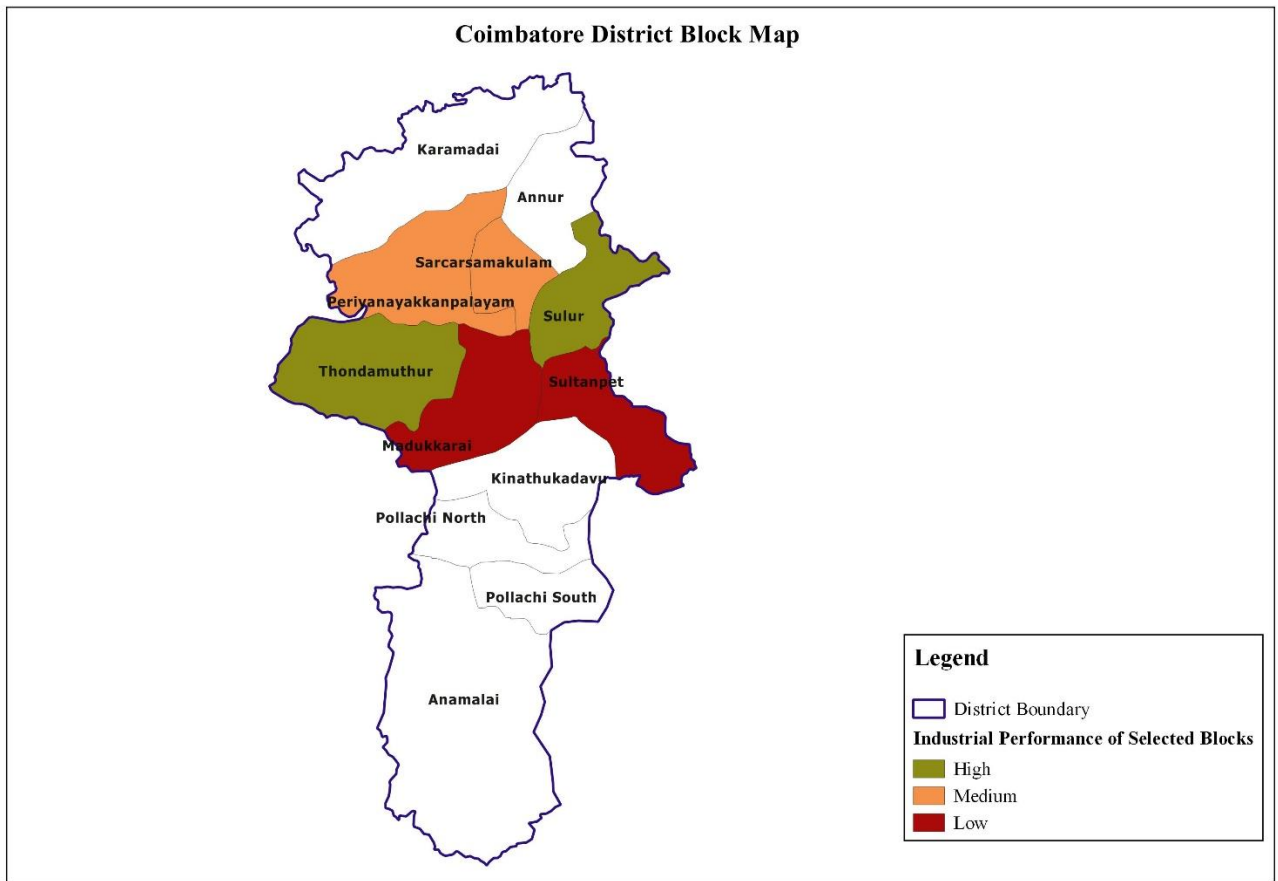 Coimbatore District Block Map
Karamadai
Annur
Sarcarsamakulam
Periyanayakkanpalayam
Sulur
Thondamuthur
Sultanpet
Madukkarai
Kinathukadavu
Pollachi North
Pollachi South
Anamalai
Legend
District Boundary
Industrial Performance of Selected Blocks
High
Medium
Low